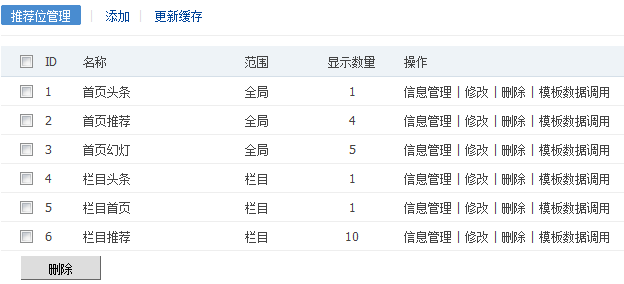 推荐位管理 | 添加 | 更新缓存
ID 名称 范围 显示数量 操作
1 首页头条 全局 1 信息管理 | 修改 | 删除 | 模板数据调用
2 首页推荐 全局 4 信息管理 | 修改 | 删除 | 模板数据调用
3 首页幻灯 全局 5 信息管理 | 修改 | 删除 | 模板数据调用
4 栏目头条 栏目 1 信息管理 | 修改 | 删除 | 模板数据调用
5 栏目首页 栏目 1 信息管理 | 修改 | 删除 | 模板数据调用
6 栏目推荐 栏目 10 信息管理 | 修改 | 删除 | 模板数据调用
删除